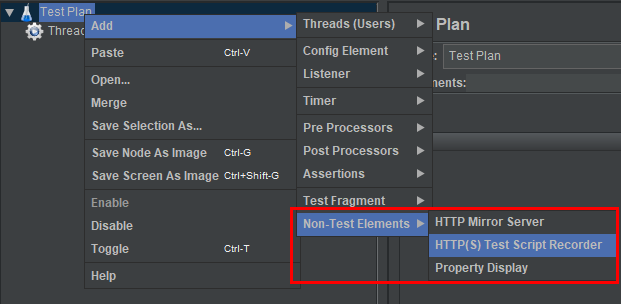 Test Plan
Threa
Add
Paste Ctrl-V
Open...
Merge
Save Selection As...
Save Node As Image Ctrl-G
Save Screen As Image Ctrl+Shift-G
Enable
Disable
Toggle Ctrl-T
Help
Threads (Users)
Config Element
Listener
Timer
Pre Processors
Post Processors
Assertions
Test Fragment
Non-Test Elements
HTTP Mirror Server
HTTP(S) Test Script Recorder
Property Display
Plan
: Test Plan
ments: